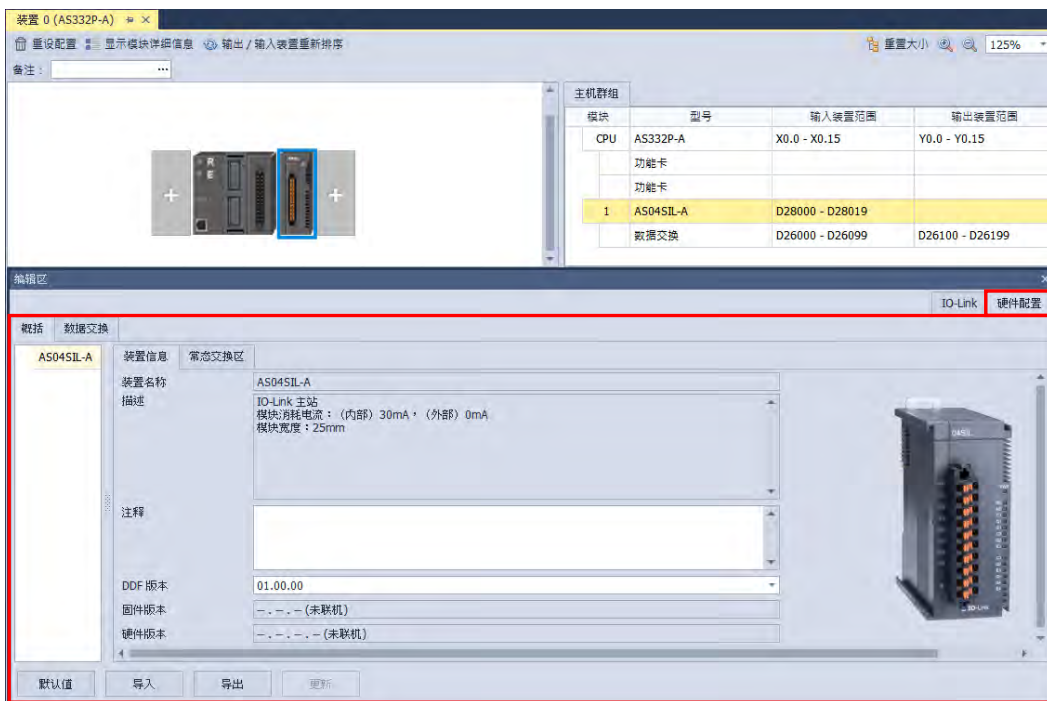 装置 0 (AS332P-A)
重设配置 显示模块详细信息 输出 / 输入装置重新排序 重置大小 125%
备注： ...
主机群组
模块 型号 输入装置范围 输出装置范围
CPU AS332P-A X0.0 - X0.15 Y0.0 - Y0.15
功能卡
功能卡
1 AS04SIL-A D28000 - D28019
数据交换 D26000 - D26099 D26100 - D26199
编辑区
IO-Link 硬件配置
概括 数据交换
AS04SIL-A 装置信息 常态交换区
装置名称 AS04SIL-A
描述 IO-Link 主站
模块消耗电流：（内部）30mA，（外部）0mA
模块宽度：25mm
注释
DDF 版本 01.00.00
固件版本 – . – . – (未联机)
硬件版本 – . – . – . – (未联机)
默认值 导入 导出 更新
R
E
04SIL
IO-Link